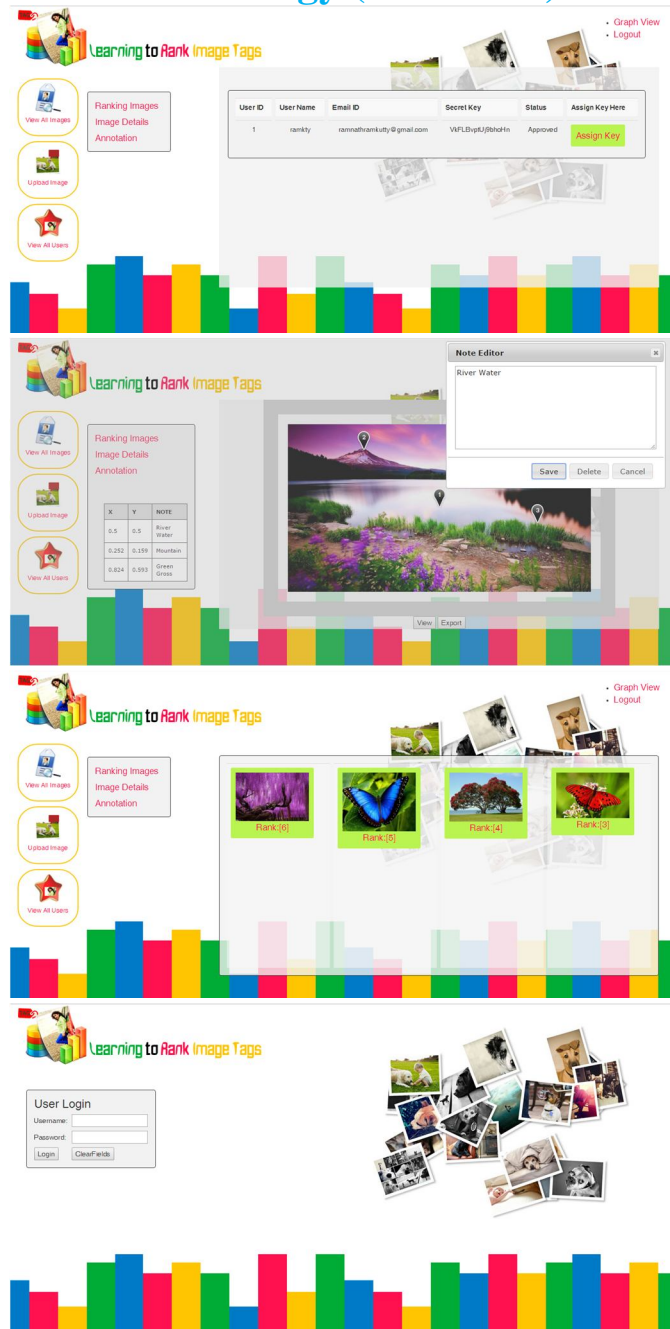 Learning to Rank Image Tags
Graph View
Logout
View All Images
Upload Image
View All Users
Ranking Images
Image Details
Annotation
User ID User Name Email ID Secret Key Status Assign Key Here
1 ramkty ramnathramkutty@gmail.com Approved Assign Key
Learning to Rank Image Tags
View All Images
Upload Image
View All Users
Ranking Images
Image Details
Annotation
X Y NOTE
0.5 0.5 River
Water
0.252 0.159 Mountain
0.824 0.593 Green
Grass
2
1
3
View Export
Note Editor
River Water
Save Delete Cancel
Learning to Rank Image Tags
Graph View
Logout
View All Images
Upload Image
View All Users
Ranking Images
Image Details
Annotation
Rank:[6] Rank:[5] Rank:[4] Rank:[3]
Learning to Rank Image Tags
User Login
Username:
Password:
Login ClearFields